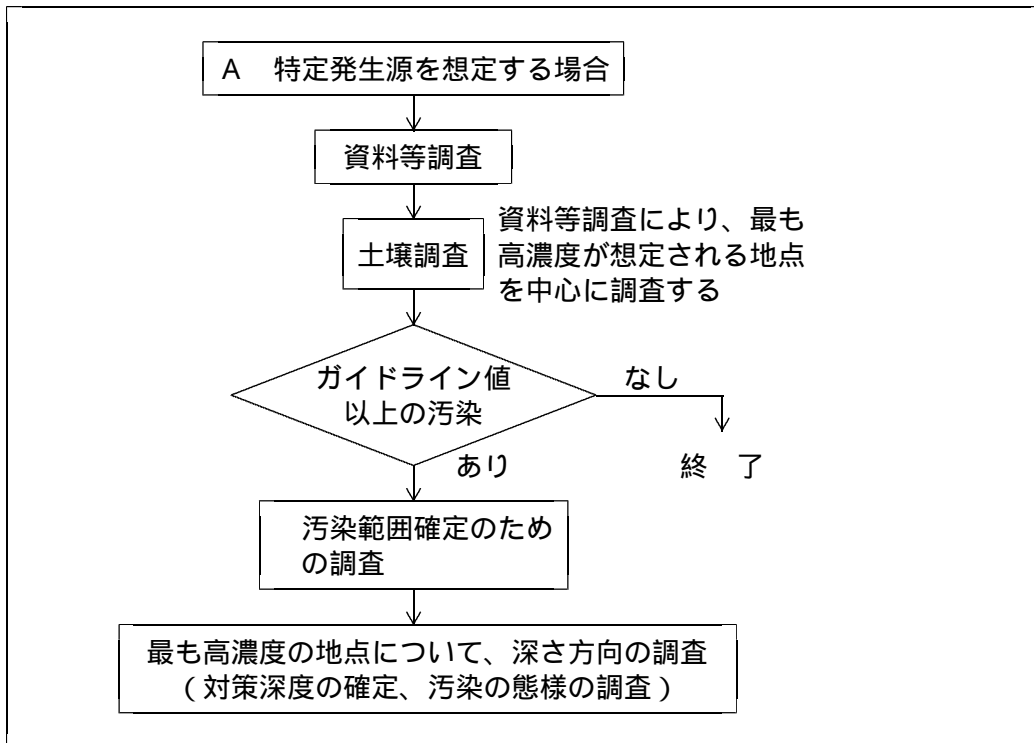 A　特定発生源を想定する場合
資料等調査
土壌調査
資料等調査により、最も
高濃度が想定される地点
を中心に調査する
ガイドライン値
以上の汚染
なし
あり
終　了
汚染範囲確定のため
の調査
最も高濃度の地点について、深さ方向の調査
（対策深度の確定、汚染の態様の調査）